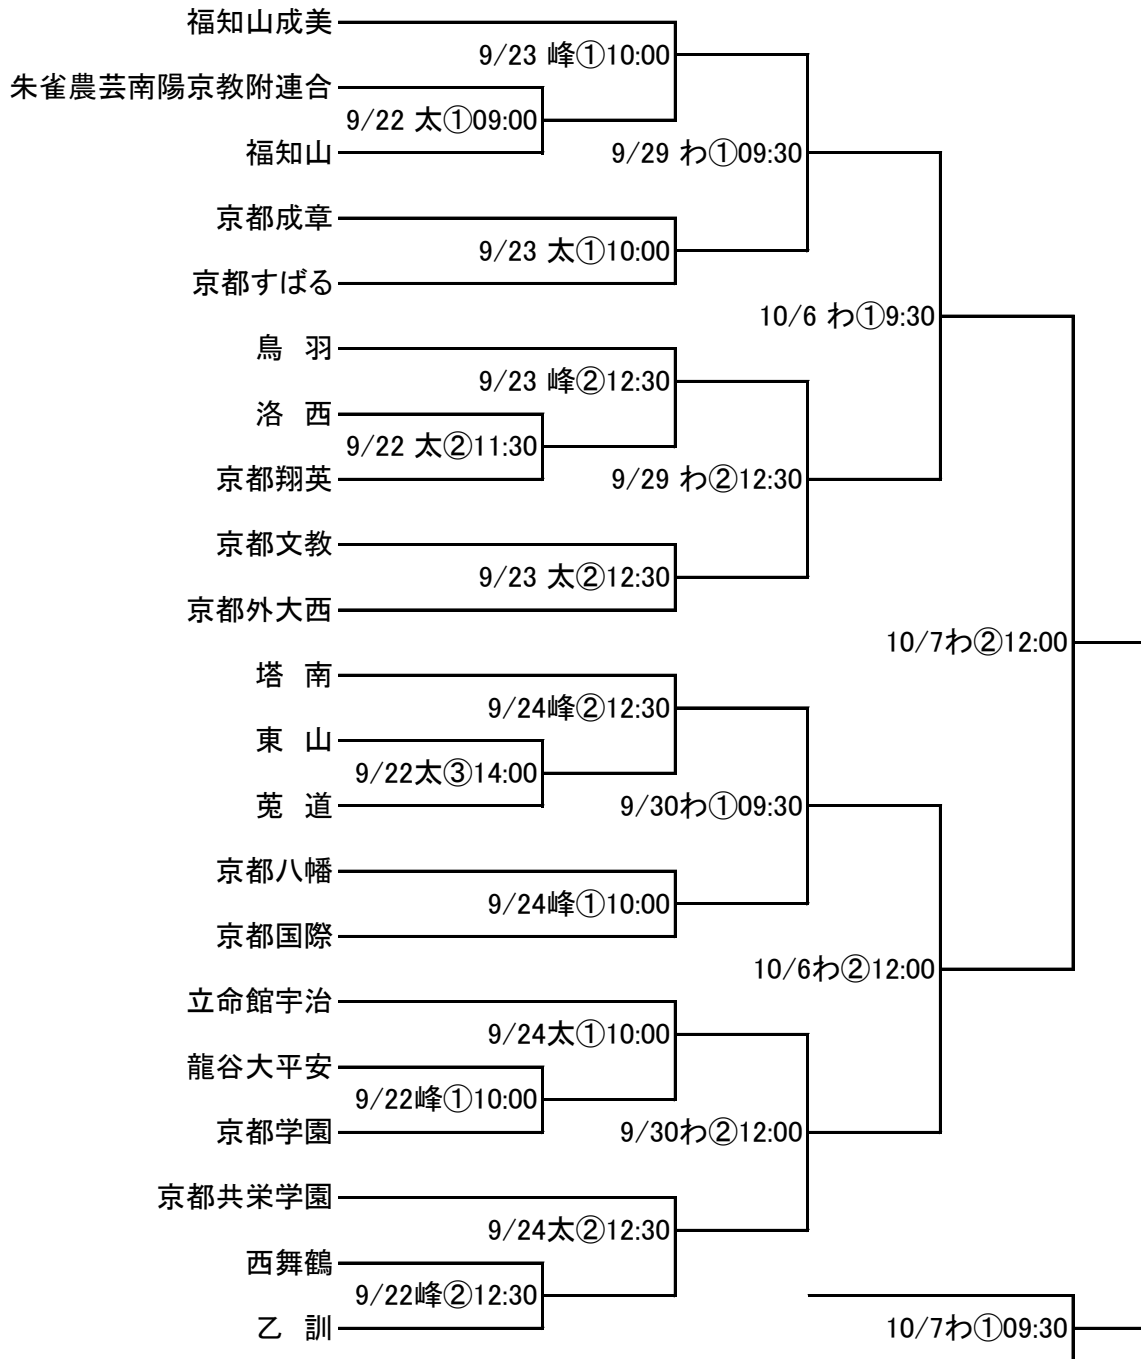 福知山成美
9/23 峰①10:00
朱雀農芸南陽京教附連合
9/22 太①09:00
福知山
9/29 わ①09:30
京都成章
9/23 太①10:00
京都すばる
10/6 わ①9:30
鳥 羽
9/23 峰②12:30
洛 西
9/22 太②11:30
京都翔英
9/29 わ②12:30
京都文教
9/23 太②12:30
京都外大西
10/7わ②12:00
塔 南
9/24峰②12:30
東 山
9/22太③14:00
莵 道
9/30わ①09:30
京都八幡
9/24峰①10:00
京都国際
10/6わ②12:00
立命館宇治
9/24太①10:00
龍谷大平安
9/22峰①10:00
京都学園
9/30わ②12:00
京都共栄学園
9/24太②12:30
西舞鶴
9/22峰②12:30
乙 訓
10/7わ①09:30